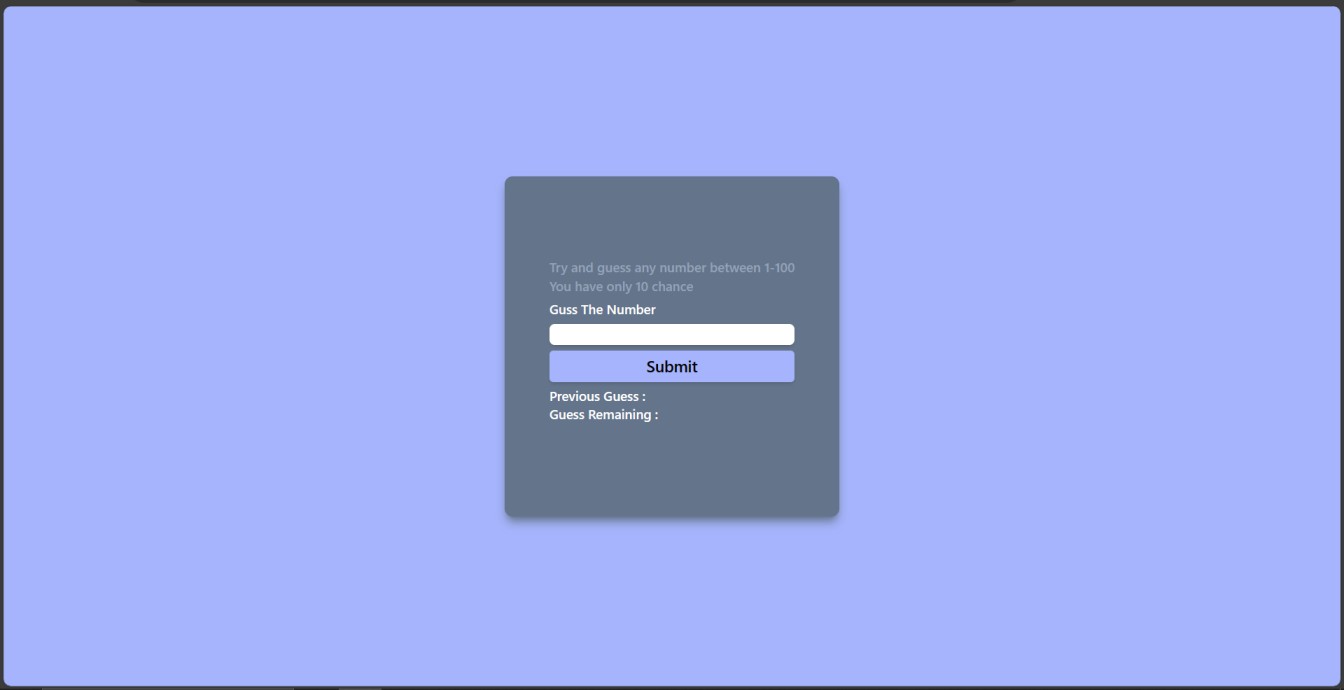 Try and guess any number between 1-100
You have only 10 chance
Guss The Number
Submit
Previous Guess :
Guess Remaining :